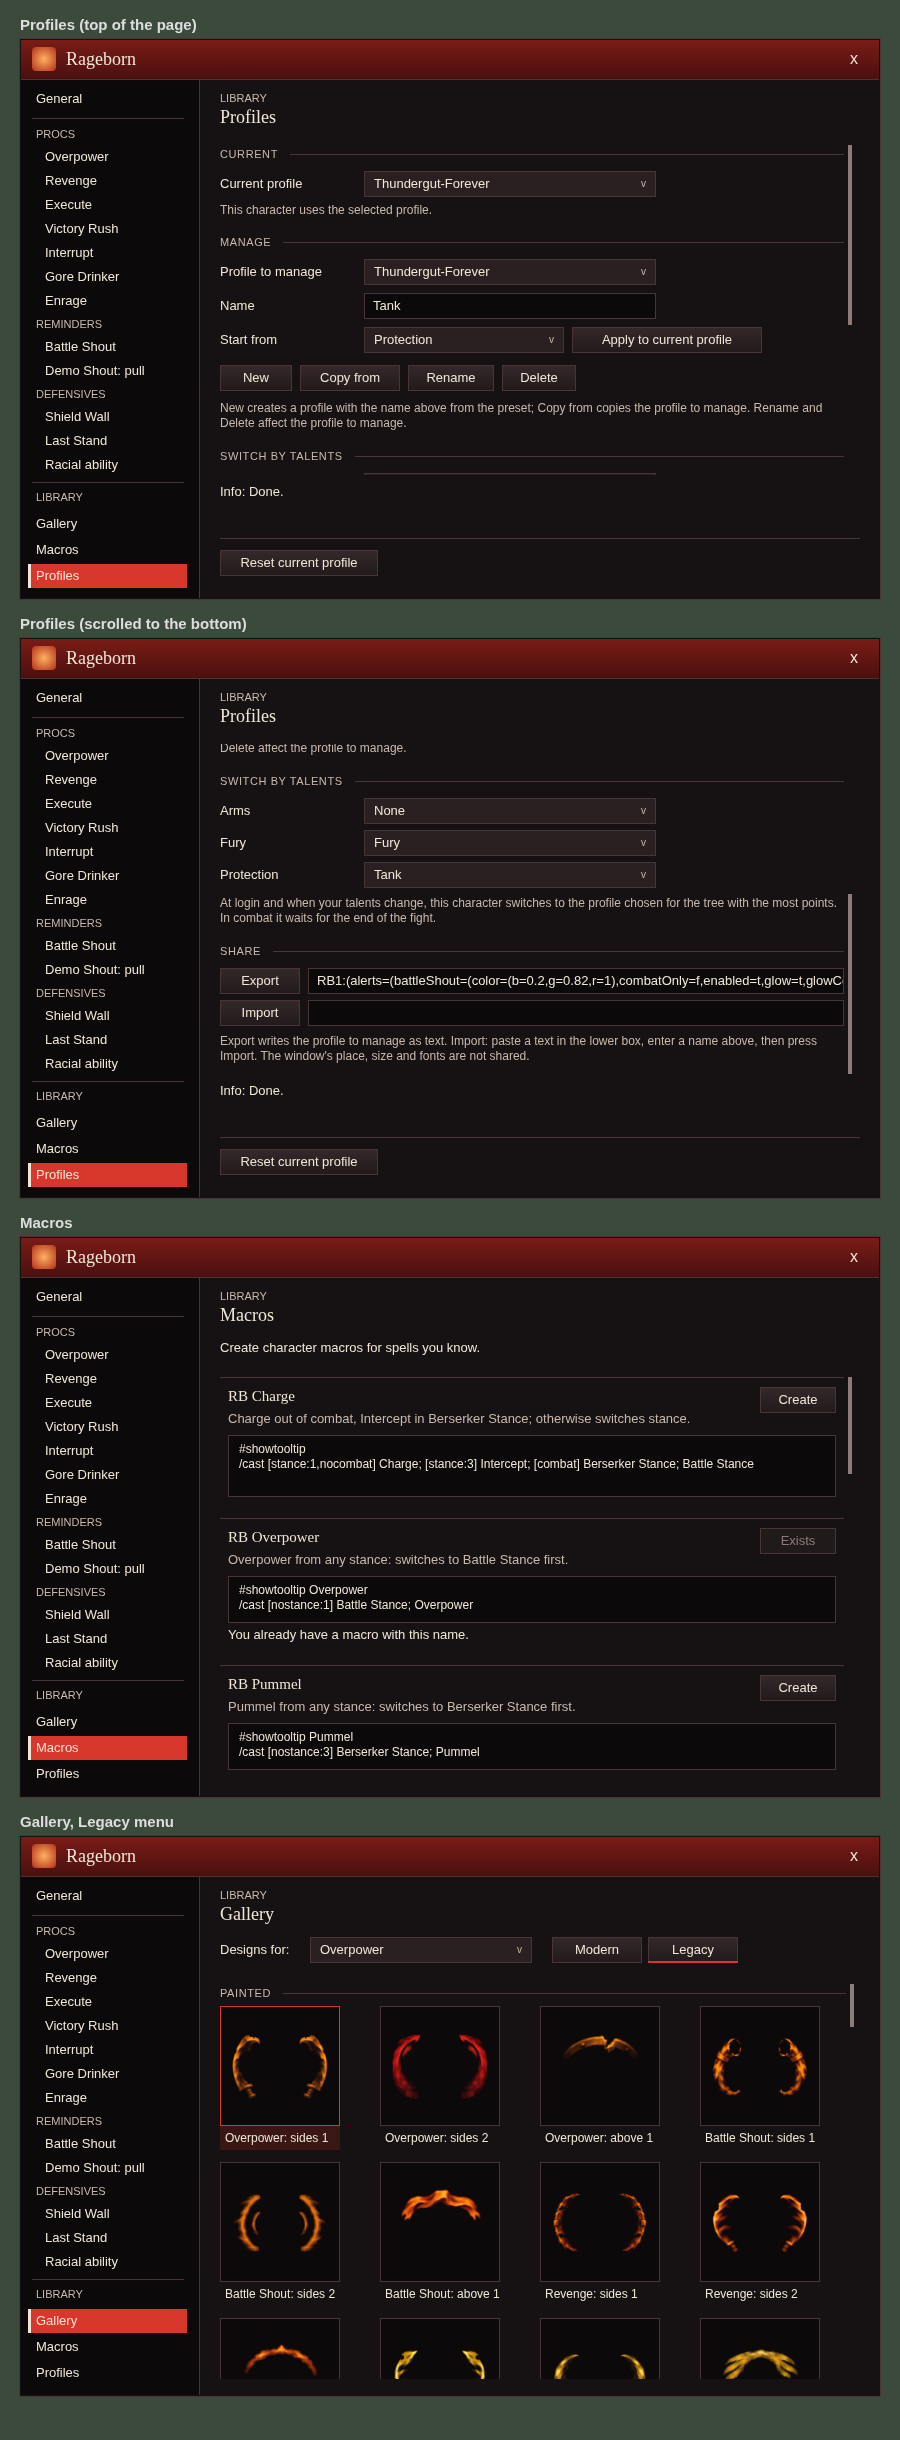 Profiles (top of the page)
Rageborn
x
General
PROCS
Overpower
Revenge
Execute
Victory Rush
Interrupt
Gore Drinker
Enrage
REMINDERS
Battle Shout
Demo Shout: pull
DEFENSIVES
Shield Wall
Last Stand
Racial ability
LIBRARY
Gallery
Macros
Profiles
LIBRARY
Profiles
CURRENT
Current profile
Thundergut-Forever
v
This character uses the selected profile.
MANAGE
Profile to manage
Thundergut-Forever
v
Name
Tank
Start from
Protection
v
Apply to current profile
New
Copy from
Rename
Delete
New creates a profile with the name above from the preset; Copy from copies the profile to manage. Rename and
Delete affect the profile to manage.
SWITCH BY TALENTS
Info: Done.
Reset current profile
Profiles (scrolled to the bottom)
Rageborn
x
General
PROCS
Overpower
Revenge
Execute
Victory Rush
Interrupt
Gore Drinker
Enrage
REMINDERS
Battle Shout
Demo Shout: pull
DEFENSIVES
Shield Wall
Last Stand
Racial ability
LIBRARY
Gallery
Macros
Profiles
LIBRARY
Profiles
Delete affect the profile to manage.
SWITCH BY TALENTS
Arms
None
v
Fury
Fury
v
Protection
Tank
v
At login and when your talents change, this character switches to the profile chosen for the tree with the most points.
In combat it waits for the end of the fight.
SHARE
Export
RB1:(alerts=(battleShout=(color=(b=0.2,g=0.82,r=1),combatOnly=f,enabled=t,glow=t,glowC
Import
Export writes the profile to manage as text. Import: paste a text in the lower box, enter a name above, then press
Import. The window's place, size and fonts are not shared.
Info: Done.
Reset current profile
Macros
Rageborn
x
General
PROCS
Overpower
Revenge
Execute
Victory Rush
Interrupt
Gore Drinker
Enrage
REMINDERS
Battle Shout
Demo Shout: pull
DEFENSIVES
Shield Wall
Last Stand
Racial ability
LIBRARY
Gallery
Macros
Profiles
LIBRARY
Macros
Create character macros for spells you know.
RB Charge
Create
Charge out of combat, Intercept in Berserker Stance; otherwise switches stance.
#showtooltip
/cast [stance:1,nocombat] Charge; [stance:3] Intercept; [combat] Berserker Stance; Battle Stance
RB Overpower
Exists
Overpower from any stance: switches to Battle Stance first.
#showtooltip Overpower
/cast [nostance:1] Battle Stance; Overpower
You already have a macro with this name.
RB Pummel
Create
Pummel from any stance: switches to Berserker Stance first.
#showtooltip Pummel
/cast [nostance:3] Berserker Stance; Pummel
Gallery, Legacy menu
Rageborn
x
General
PROCS
Overpower
Revenge
Execute
Victory Rush
Interrupt
Gore Drinker
Enrage
REMINDERS
Battle Shout
Demo Shout: pull
DEFENSIVES
Shield Wall
Last Stand
Racial ability
LIBRARY
Gallery
Macros
Profiles
LIBRARY
Gallery
Designs for:
Overpower
v
Modern
Legacy
PAINTED
Overpower: sides 1
Overpower: sides 2
Overpower: above 1
Battle Shout: sides 1
Battle Shout: sides 2
Battle Shout: above 1
Revenge: sides 1
Revenge: sides 2